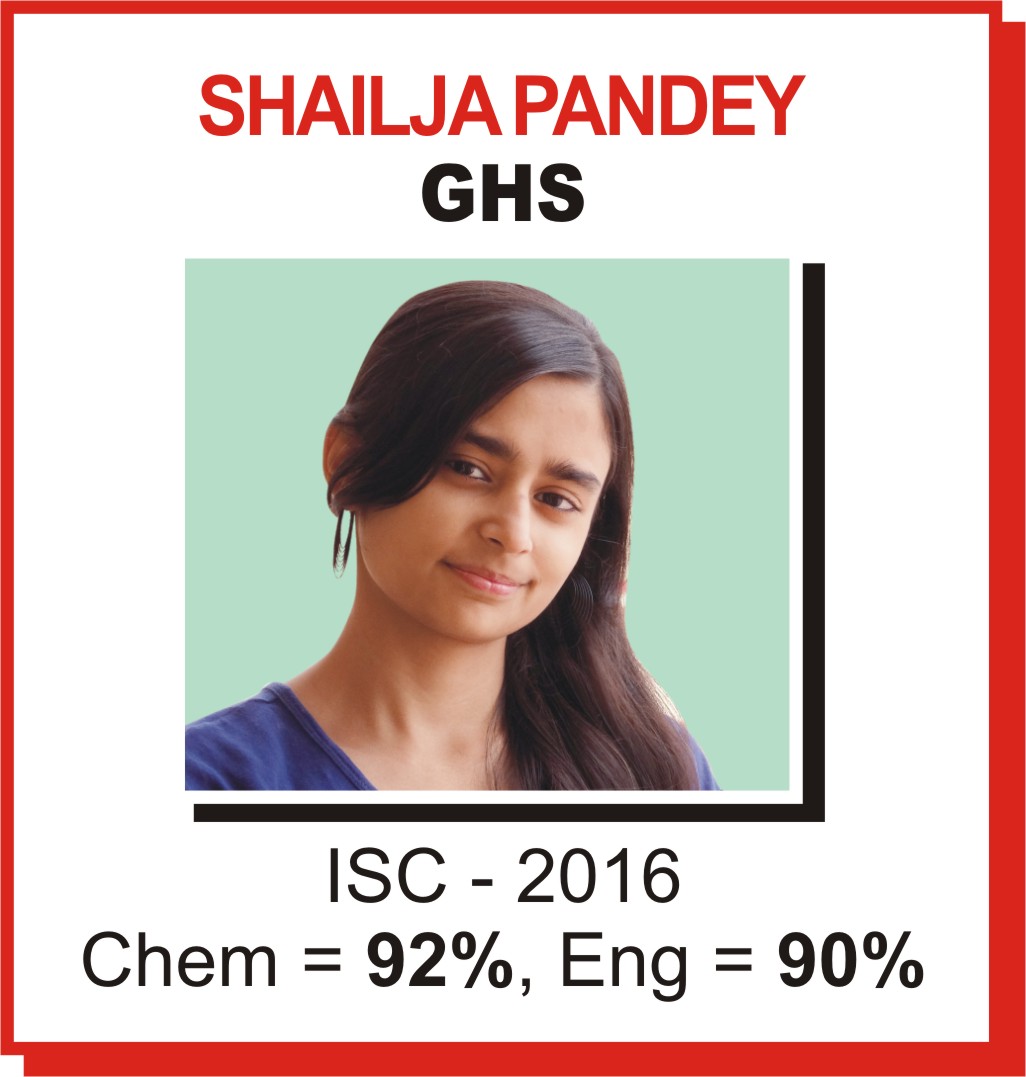 SHAILJA PANDEY
GHS
ISC - 2016
Chem = 92%, Eng = 90%